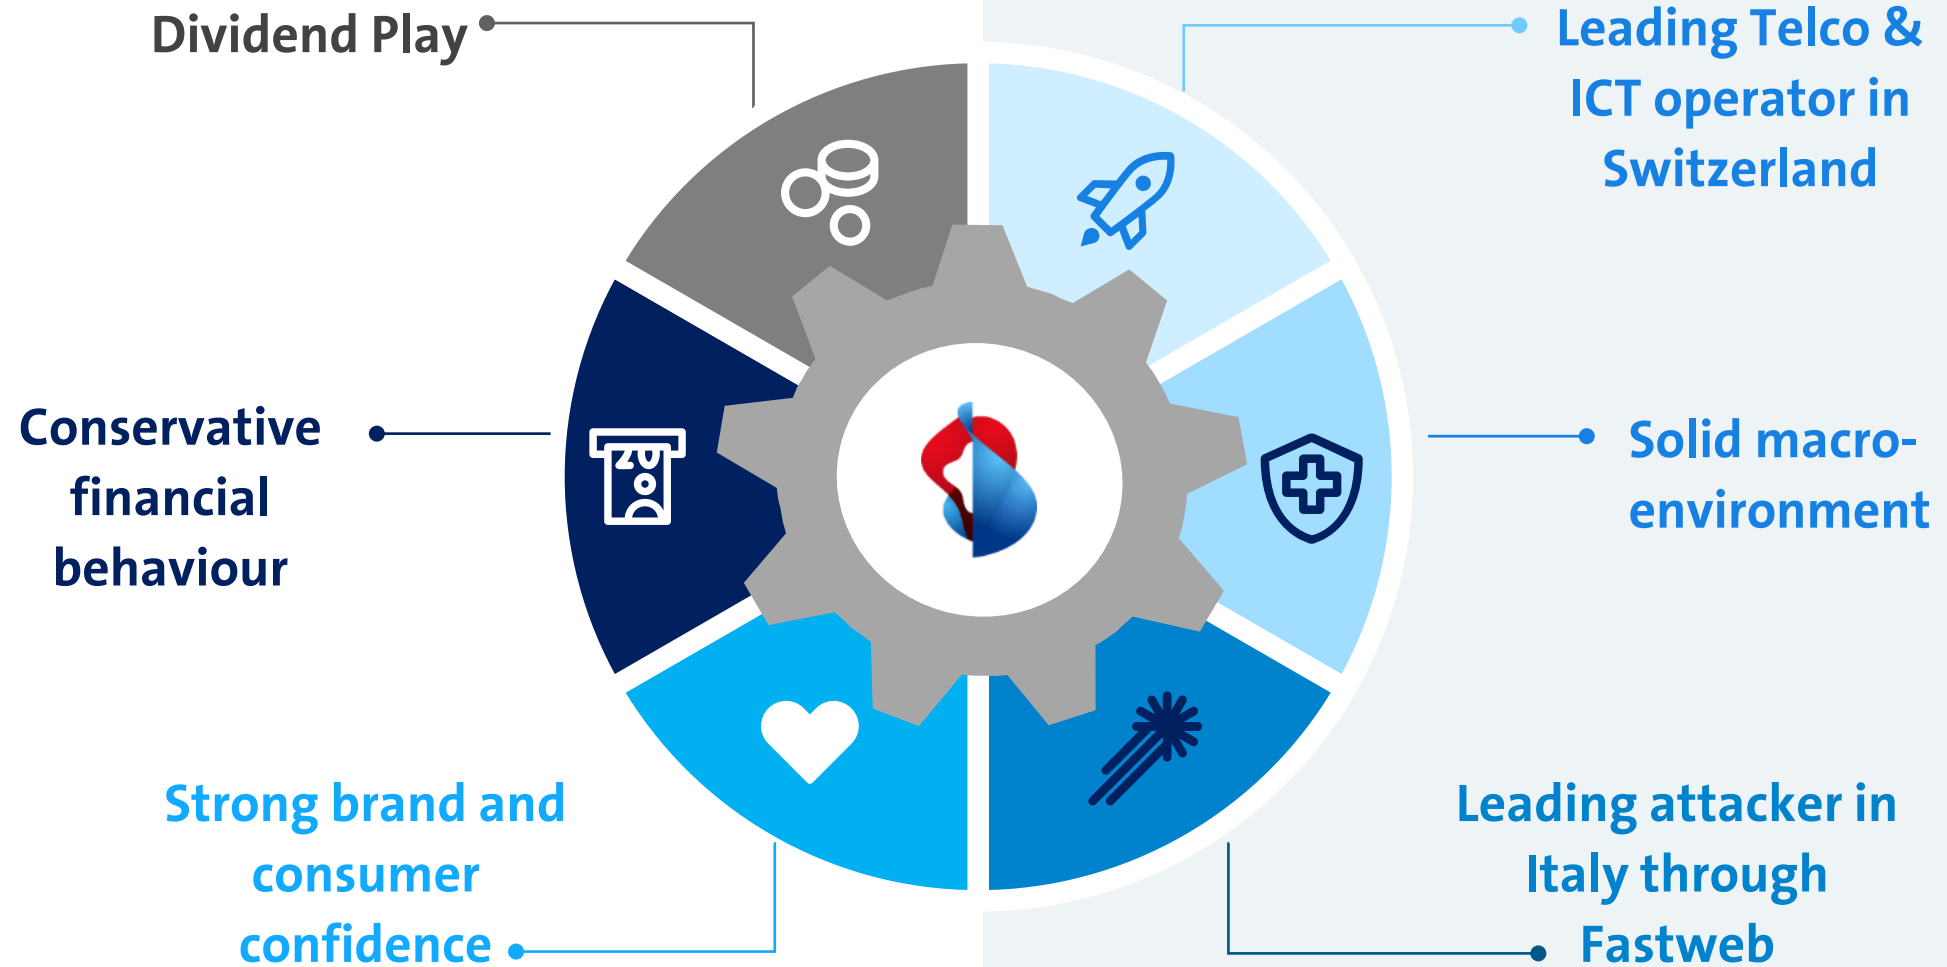 Dividend Play
Leading Telco &
ICT operator in
Switzerland
Conservative
financial
behaviour
20
Solid macro-
environment
Strong brand and
consumer
confidence
Leading attacker in
Italy through
Fastweb